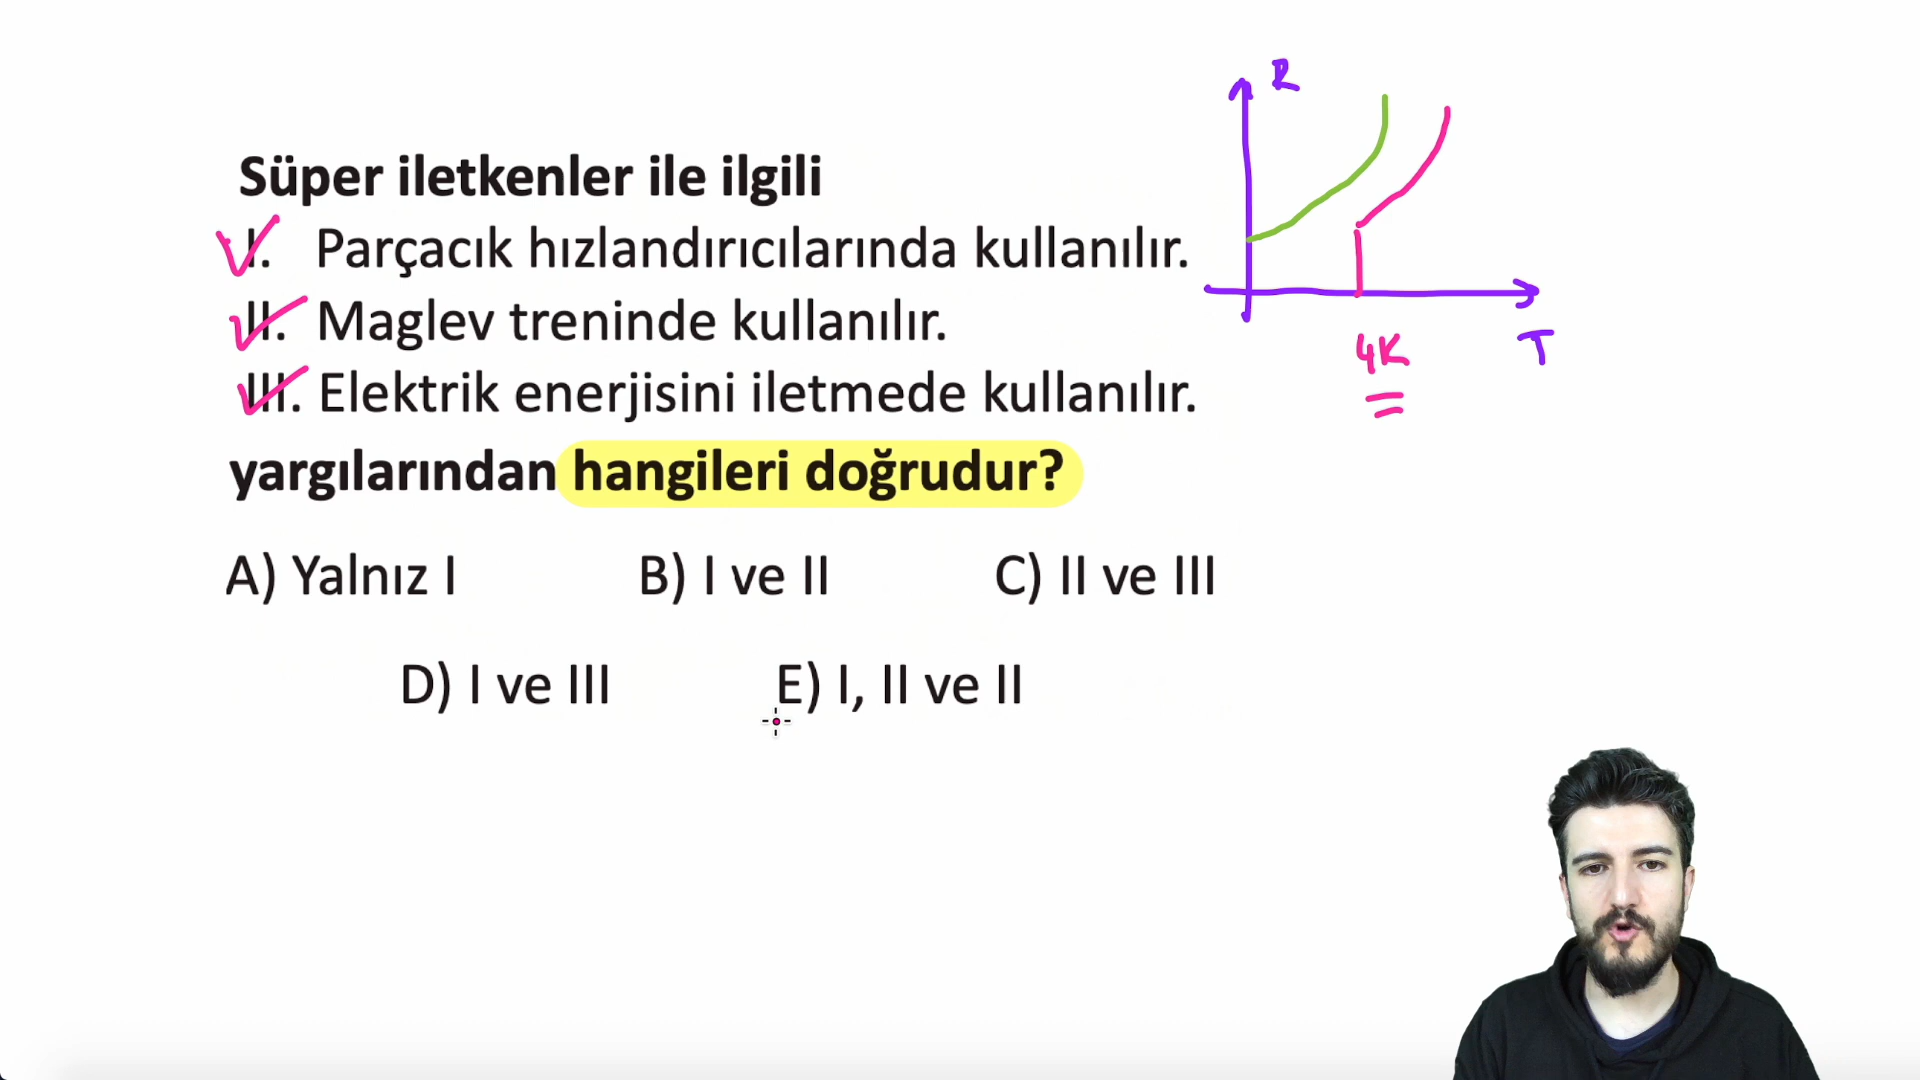 Süper iletkenler ile ilgili
I. Parçacık hızlandırıcılarında kullanılır.
II. Maglev treninde kullanılır.
III. Elektrik enerjisini iletmede kullanılır.
yargılarından hangileri doğrudur?
A) Yalnız I B) I ve II C) II ve III
D) I ve III E) I, II ve II
R
4K
T